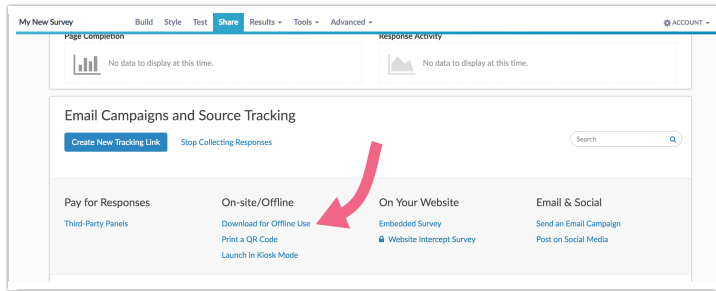 My New Survey Build Style Test Share Results Tools Advanced ACCOUNT
Page Completion Response Activity
No data to display at this time. No data to display at this time.
Email Campaigns and Source Tracking
Create New Tracking Link Stop Collecting Responses Search
Pay for Responses On-site/Offline On Your Website Email & Social
Third-Party Panels Download for Offline Use Embedded Survey Send an Email Campaign
Print a QR Code Website Intercept Survey Post on Social Media
Launch in Kiosk Mode